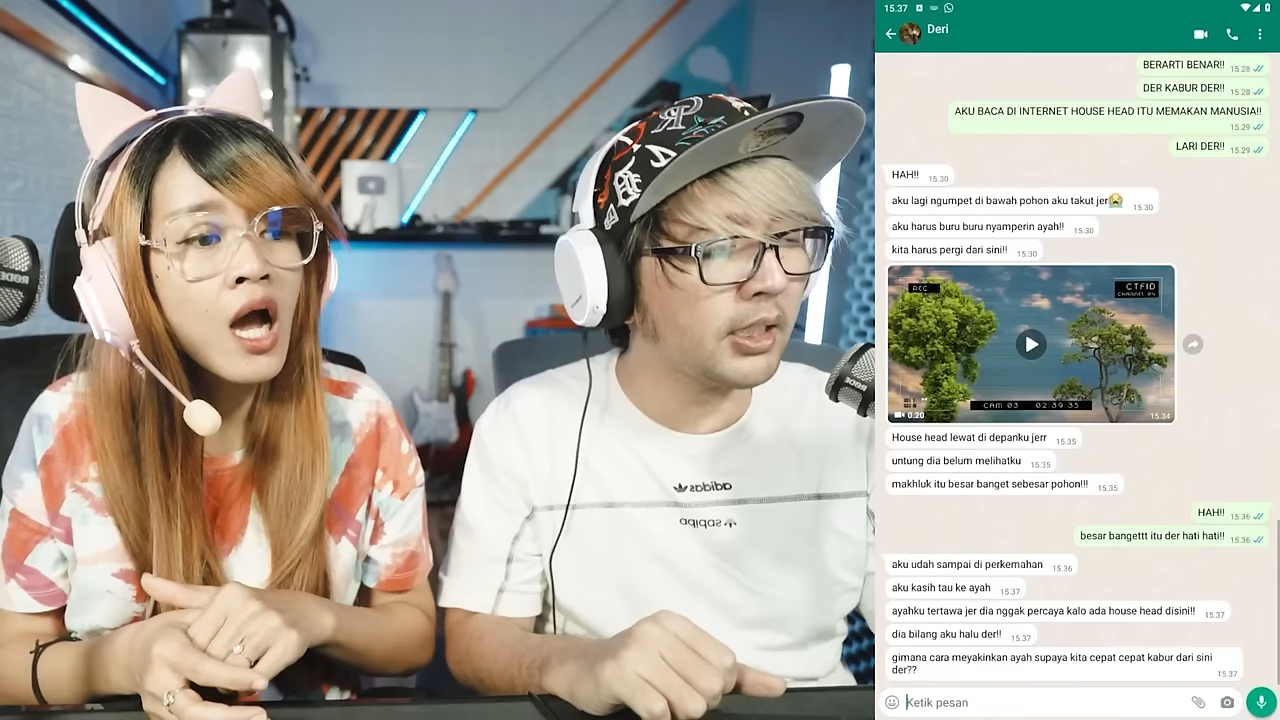 15.37
Deri
BERARTI BENAR!! 15.28
DER KABUR DER!! 15.28
AKU BACA DI INTERNET HOUSE HEAD ITU MEMAKAN MANUSIA!!
15.29
LARI DER!! 15.29
HAH!! 15.30
aku lagi ngumpet di bawah pohon aku takut jer😭 15.30
aku harus buru buru nyamperin ayah!! 15.30
kita harus pergi dari sini!! 15.30
ACC
CTFID
CHANNEL 04
CAM 03 02:39:35
0.20
15.34
House head lewat di depanku jerr 15.35
untung dia belum melihatku 15.35
makhluk itu besar banget sebesar pohon!!! 15.35
HAH!! 15.36
besar bangettt itu der hati hati!! 15.36
aku udah sampai di perkemahan 15.36
aku kasih tau ke ayah 15.37
ayahku tertawa jer dia nggak percaya kalo ada house head disini!! 15.37
dia bilang aku halu der!! 15.37
gimana cara meyakinkan ayah supaya kita cepat cepat kabur dari sini
der?? 15.37
Ketik pesan
RODE
RODE
adidas
adidas